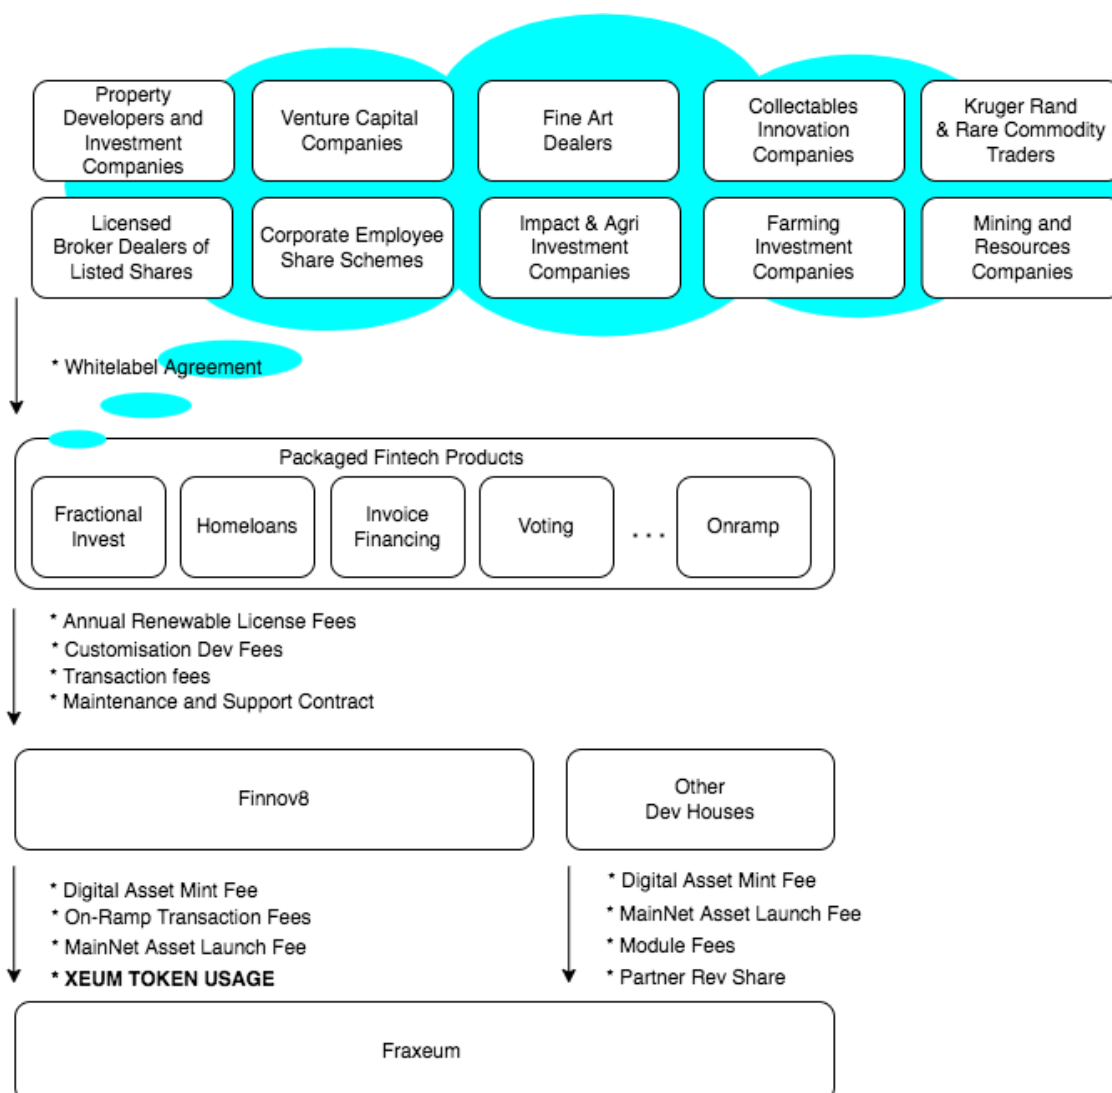 Property
Developers and
Investment
Companies
Venture Capital
Companies
Fine Art
Dealers
Collectables
Innovation
Companies
Kruger Rand
& Rare Commodity
Traders
Licensed
Broker Dealers of
Listed Shares
Corporate Employee
Share Schemes
Impact & Agri
Investment
Companies
Farming
Investment
Companies
Mining and
Resources
Companies
* Whitelabel Agreement
Packaged Fintech Products
Fractional
Invest
Homeloans
Invoice
Financing
Voting
. . .
Onramp
* Annual Renewable License Fees
* Customisation Dev Fees
* Transaction fees
* Maintenance and Support Contract
Finnov8
Other
Dev Houses
* Digital Asset Mint Fee
* On-Ramp Transaction Fees
* MainNet Asset Launch Fee
* XEUM TOKEN USAGE
* Digital Asset Mint Fee
* MainNet Asset Launch Fee
* Module Fees
* Partner Rev Share
Fraxeum